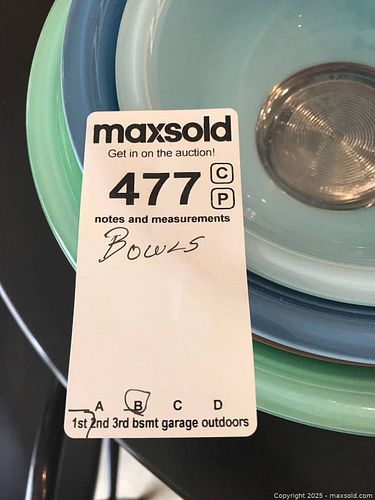 maxsold
Get in on the auction!
477 C
P
notes and measurements
Bowls
A B C D
1st 2nd 3rd bsmt garage outdoors
© 2025 - maxsold.com